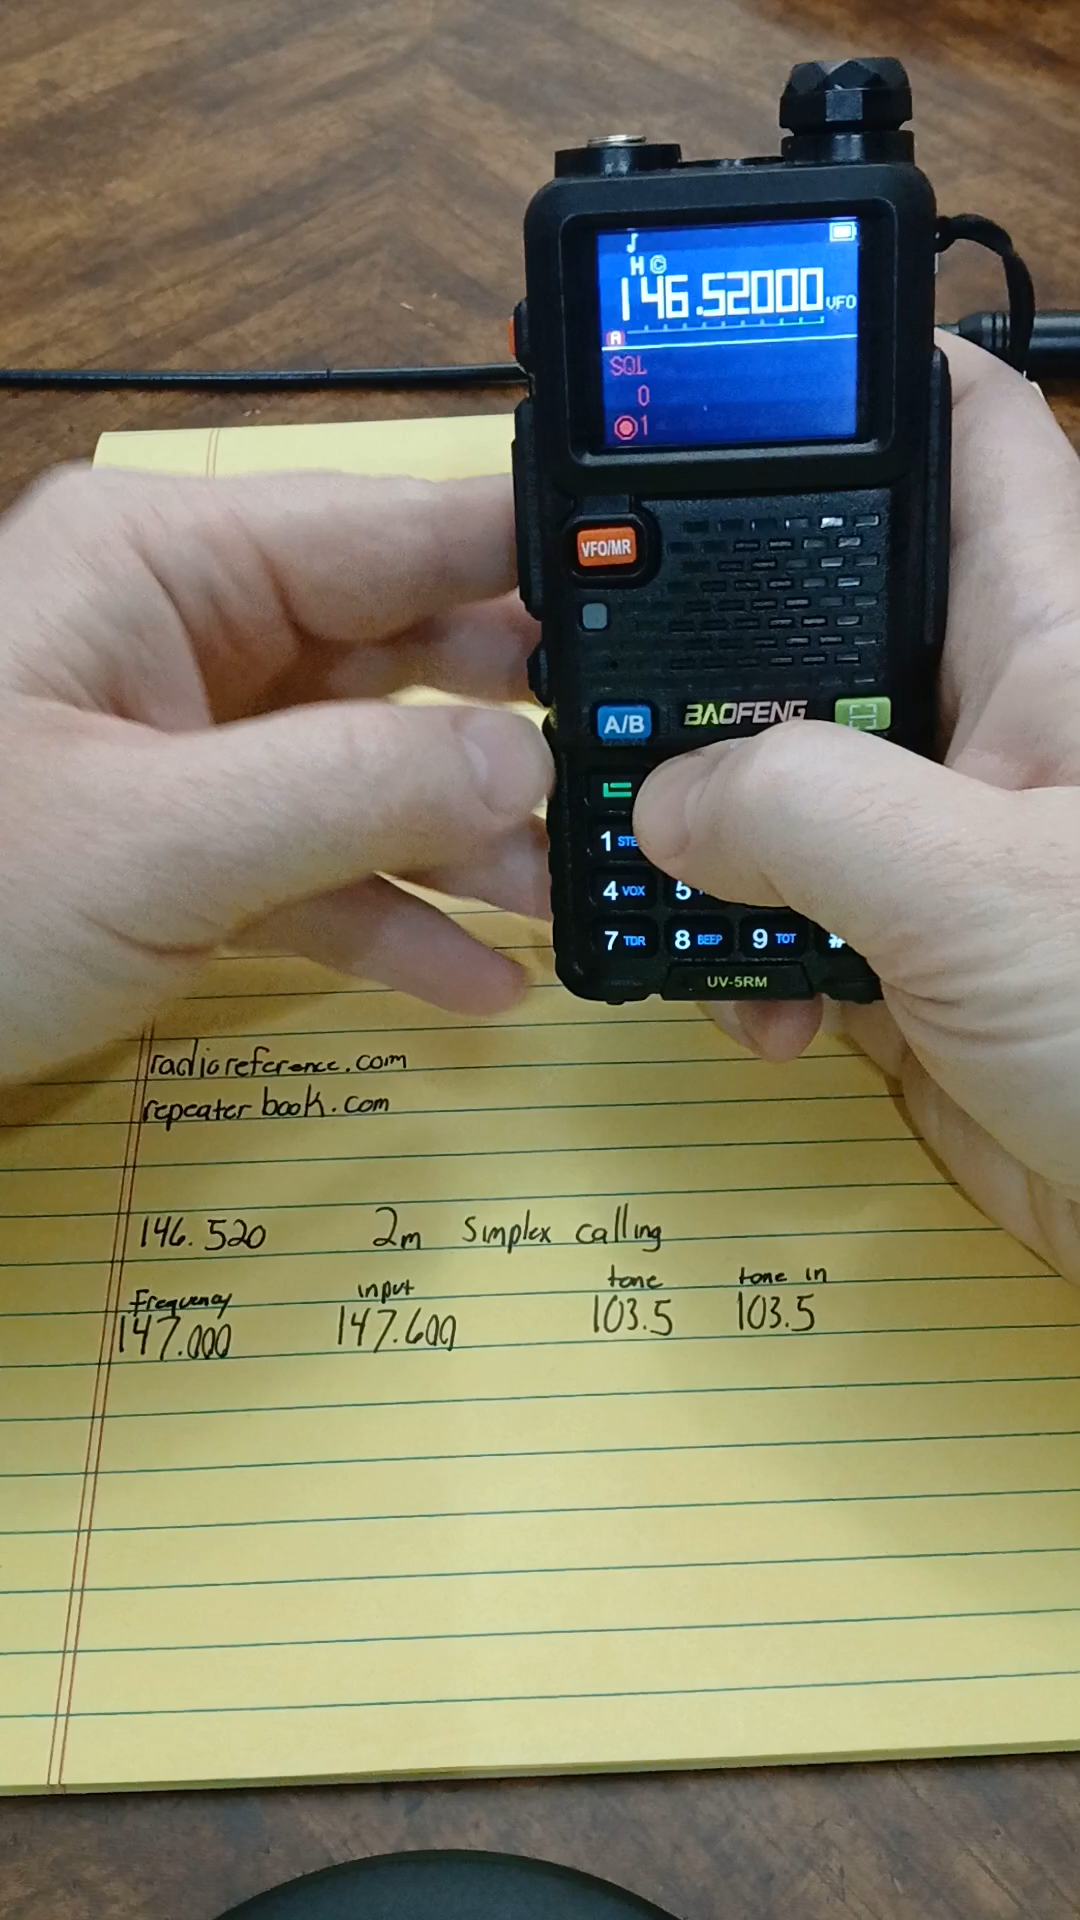 H ©
146.52000 VFO
A
SQL
0
1
VFO/MR
A/B BAOFENG
1
4 VOX 5
7 TDR 8 BEEP 9 TOT #
UV-5RM
radioreference.com
repeater book.com
146.520 2m Simplex calling
Frequency input tone tone in
147.000 147.600 103.5 103.5